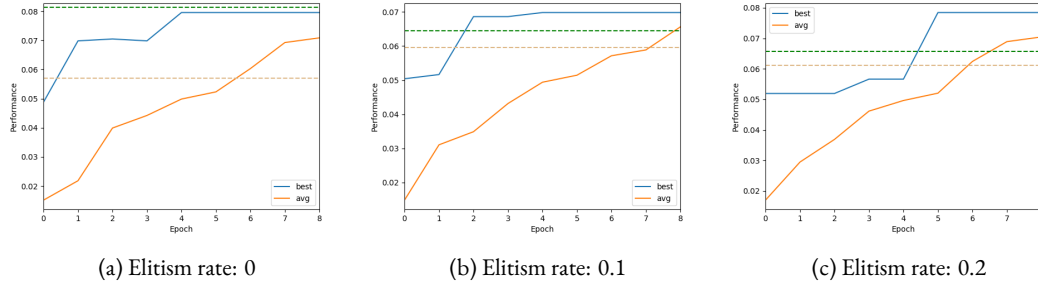 0.08
0.07
0.06
0.05
0.04
0.03
0.02
Performance
0 1 2 3 4 5 6 7 8
Epoch
best
avg
(a) Elitism rate: 0
0.07
0.06
0.05
0.04
0.03
0.02
Performance
0 1 2 3 4 5 6 7 8
Epoch
best
avg
(b) Elitism rate: 0.1
0.08
0.07
0.06
0.05
0.04
0.03
0.02
Performance
0 1 2 3 4 5 6 7
Epoch
best
avg
(c) Elitism rate: 0.2